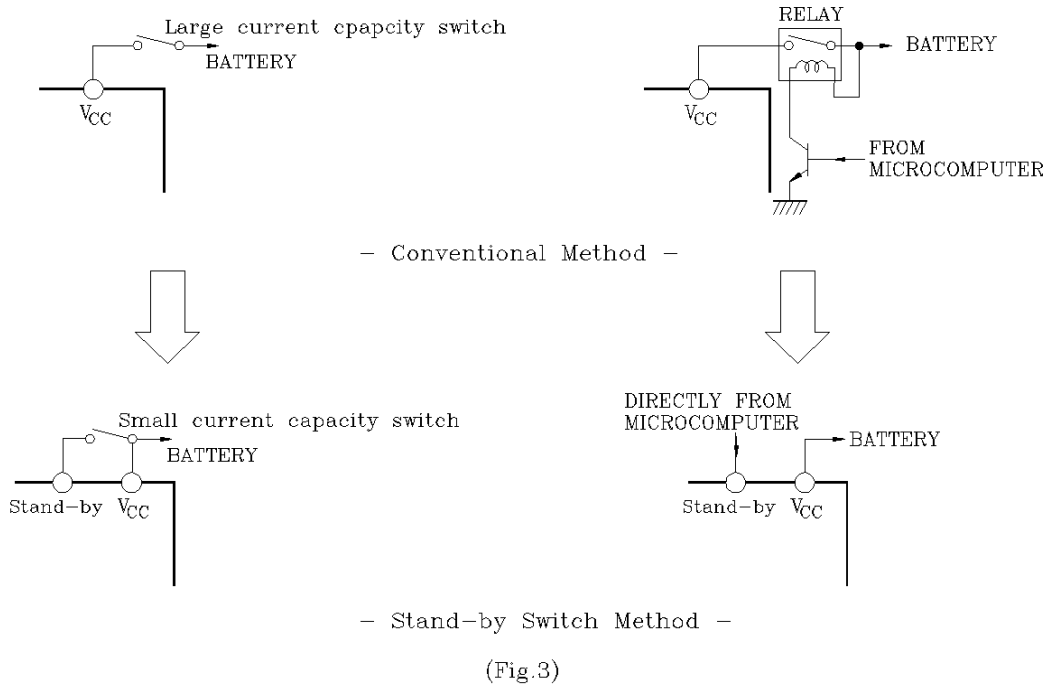 Large current cpapcity switch
BATTERY
VCC
RELAY
BATTERY
VCC
FROM
MICROCOMPUTER
– Conventional Method –
Small current capacity switch
BATTERY
Stand–by VCC
DIRECTLY FROM
MICROCOMPUTER
BATTERY
Stand–by VCC
– Stand–by Switch Method –
(Fig.3)